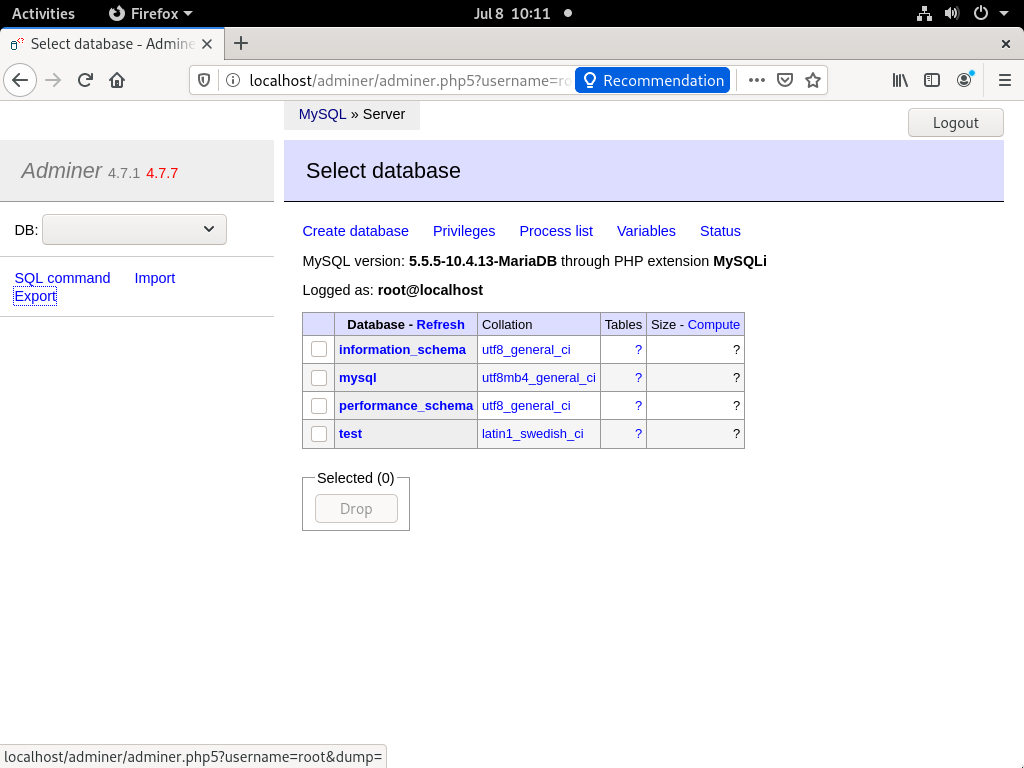 Activities Firefox Jul 8 10:11
Select database - Admine
localhost/adminer/adminer.php5?username=ro Recommendation
MySQL » Server
Logout
Adminer 4.7.1 4.7.7
Select database
DB:
Create database Privileges Process list Variables Status
MySQL version: 5.5.5-10.4.13-MariaDB through PHP extension MySQLi
SQL command Import
Export
Logged as: root@localhost
Database - Refresh Collation Tables Size - Compute
information_schema utf8_general_ci ? ?
mysql utf8mb4_general_ci ? ?
performance_schema utf8_general_ci ? ?
test latin1_swedish_ci ? ?
Selected (0)
Drop
localhost/adminer/adminer.php5?username=root&dump=